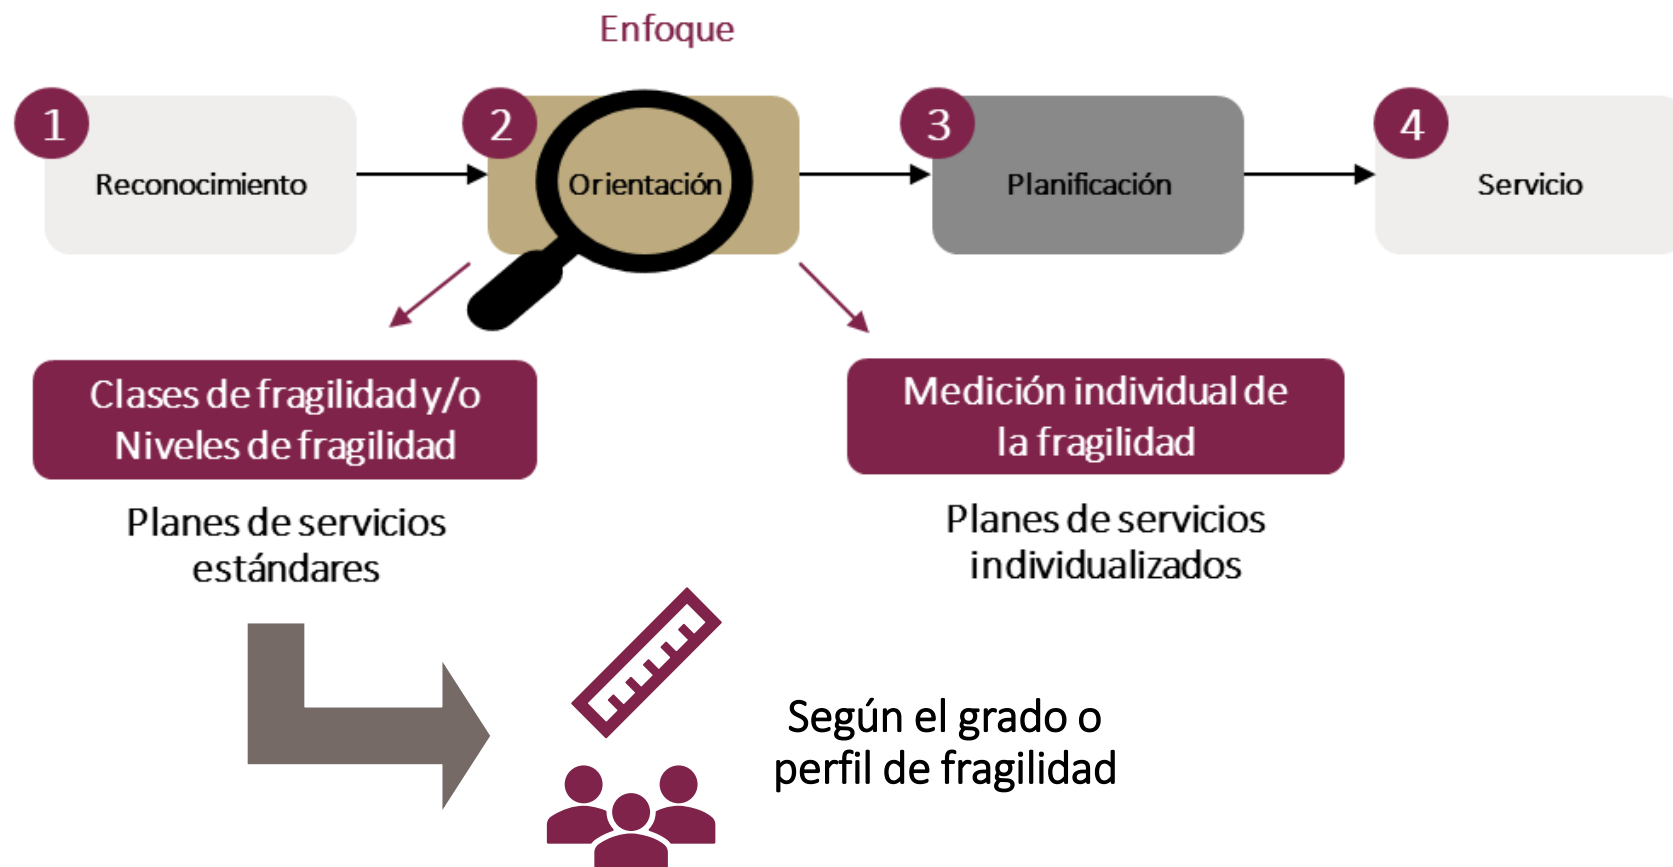 Enfoque
1
Reconocimiento
2
Orientación
3
Planificación
4
Servicio
Clases de fragilidad y/o
Niveles de fragilidad
Medición individual de
la fragilidad
Planes de servicios
estándares
Planes de servicios
individualizados
Según el grado o
perfil de fragilidad